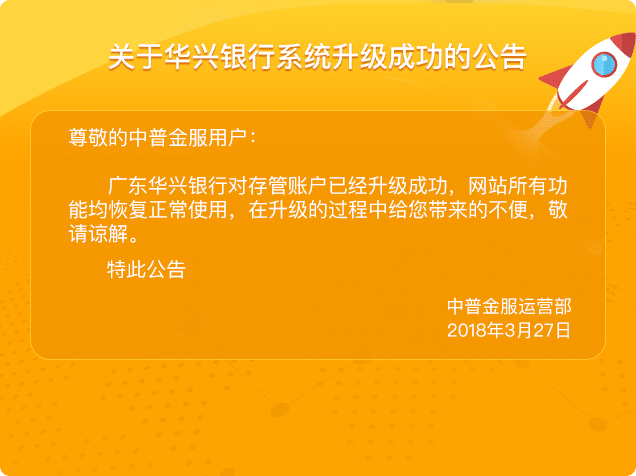 关于华兴银行系统升级成功的公告
尊敬的中普金服用户：
广东华兴银行对存管账户已经升级成功，网站所有功
能均恢复正常使用，在升级的过程中给您带来的不便，敬
请谅解。
特此公告
中普金服运营部
2018年3月27日